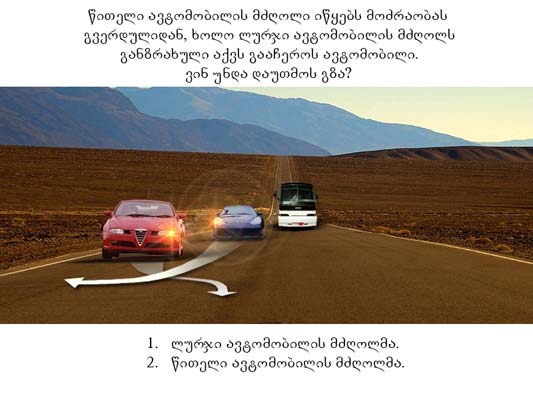 წითელი ავტომობილის მძღოლი იწყებს მოძრაობას
გვერდულიდან, ხოლო ლურჯი ავტომობილის მძღოლს
განზრახული აქვს გააჩეროს ავტომობილი.
ვინ უნდა დაუთმოს გზა?
1. ლურჯი ავტომობილის მძღოლმა.
2. წითელი ავტომობილის მძღოლმა.